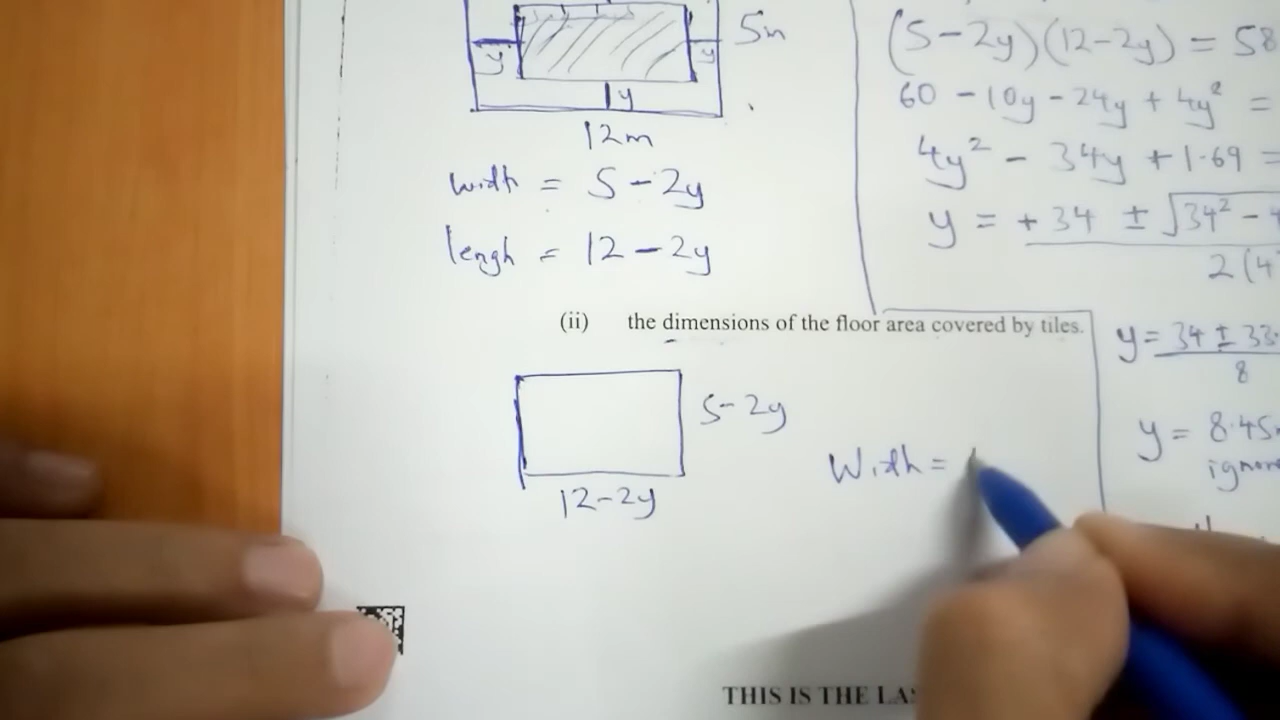 5m
y
y
y
12m
width = 5 - 2y
lengh = 12 - 2y
(5-2y)(12-2y) = 58
60 - 10y - 24y + 4y² =
4y² - 34y + 1.69 =
y = + 34 ± √34² -
2(4
(ii) the dimensions of the floor area covered by tiles.
5-2y
12-2y
With =
y = 34 ± 33
8
y = 8.45
ignore
THIS IS THE